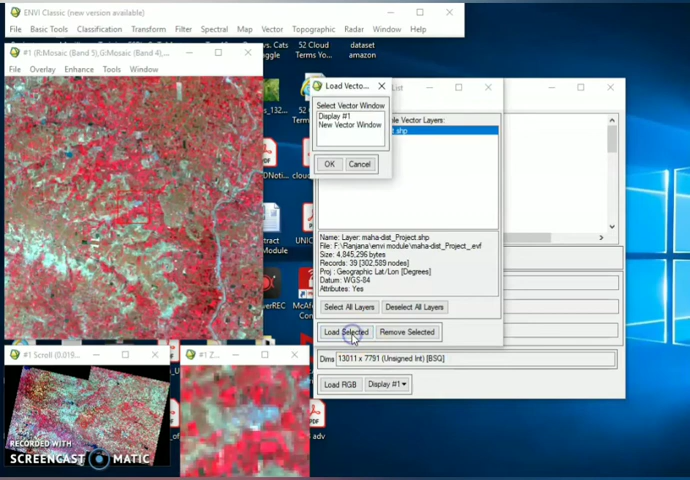 ENVI Classic (new version available)
File Basic Tools Classification Transform Filter Spectral Map Vector Topographic Radar Window Help
#1 (R:Mosaic (Band 5),G:Mosaic (Band 4),...
File Overlay Enhance Tools Window
vs. Cats
52 Cloud
Terms Yo...
dataset
amazon
Load Vecto...
List
Select Vector Window
Display #1
New Vector Window
OK Cancel
le Vector Layers:
t.shp
Name: Layer: maha-dist_Project.shp
File: F:\Ranjana\envi module\maha-dist_Project_.evf
Size: 4,845,296 bytes
Records: 39 [302,589 nodes]
Proj : Geographic Lat/Lon [Degrees]
Datum: WGS-84
Attributes: Yes
Select All Layers Deselect All Layers
Load Selected Remove Selected
Dims 13011 x 7791 (Unsigned Int) [BSQ]
Load RGB Display #1
#1 Scroll (0.019...
#1 Z...
RECORDED WITH
SCREENCAST MATIC